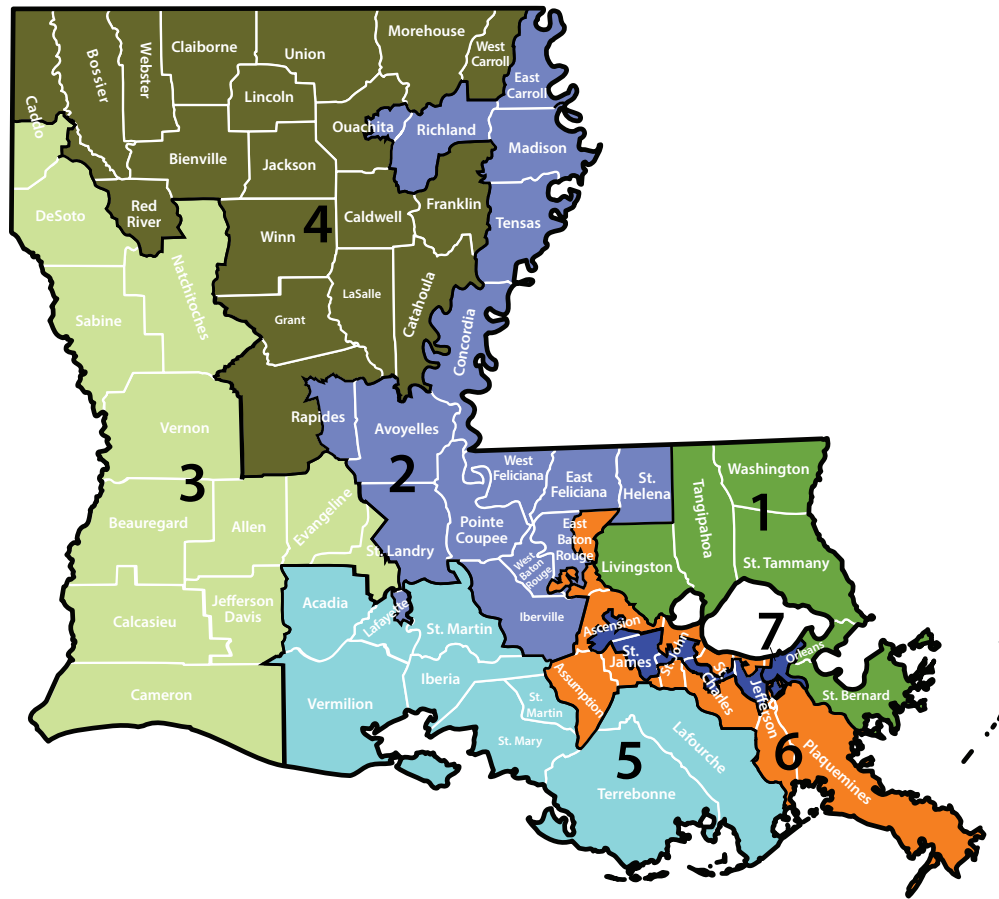 Caddo
Bossier
Webster
Claiborne
Union
Morehouse
West
Carroll
East
Carroll
Lincoln
Ouachita
Richland
Madison
Bienville
Jackson
DeSoto
Red
River
Winn
4
Caldwell
Franklin
Tensas
Natchitoches
Sabine
Grant
LaSalle
Catahoula
Concordia
Vernon
Rapides
Avoyelles
3
2
Beauregard
Allen
Evangeline
St. Landry
Pointe
Coupee
West
Feliciana
East
Feliciana
St.
Helena
Tangipahoa
Washington
1
East
Baton
Rouge
West
Baton
Rouge
Livingston
St. Tammany
Calcasieu
Jefferson
Davis
Acadia
Lafayette
St. Martin
Iberville
Ascension
St.
James
St. John
St.
Charles
7
Orleans
Jefferson
St. Bernard
Cameron
Vermilion
Iberia
St.
Martin
St. Mary
Assumption
5
Terrebonne
Lafourche
6
Plaquemines